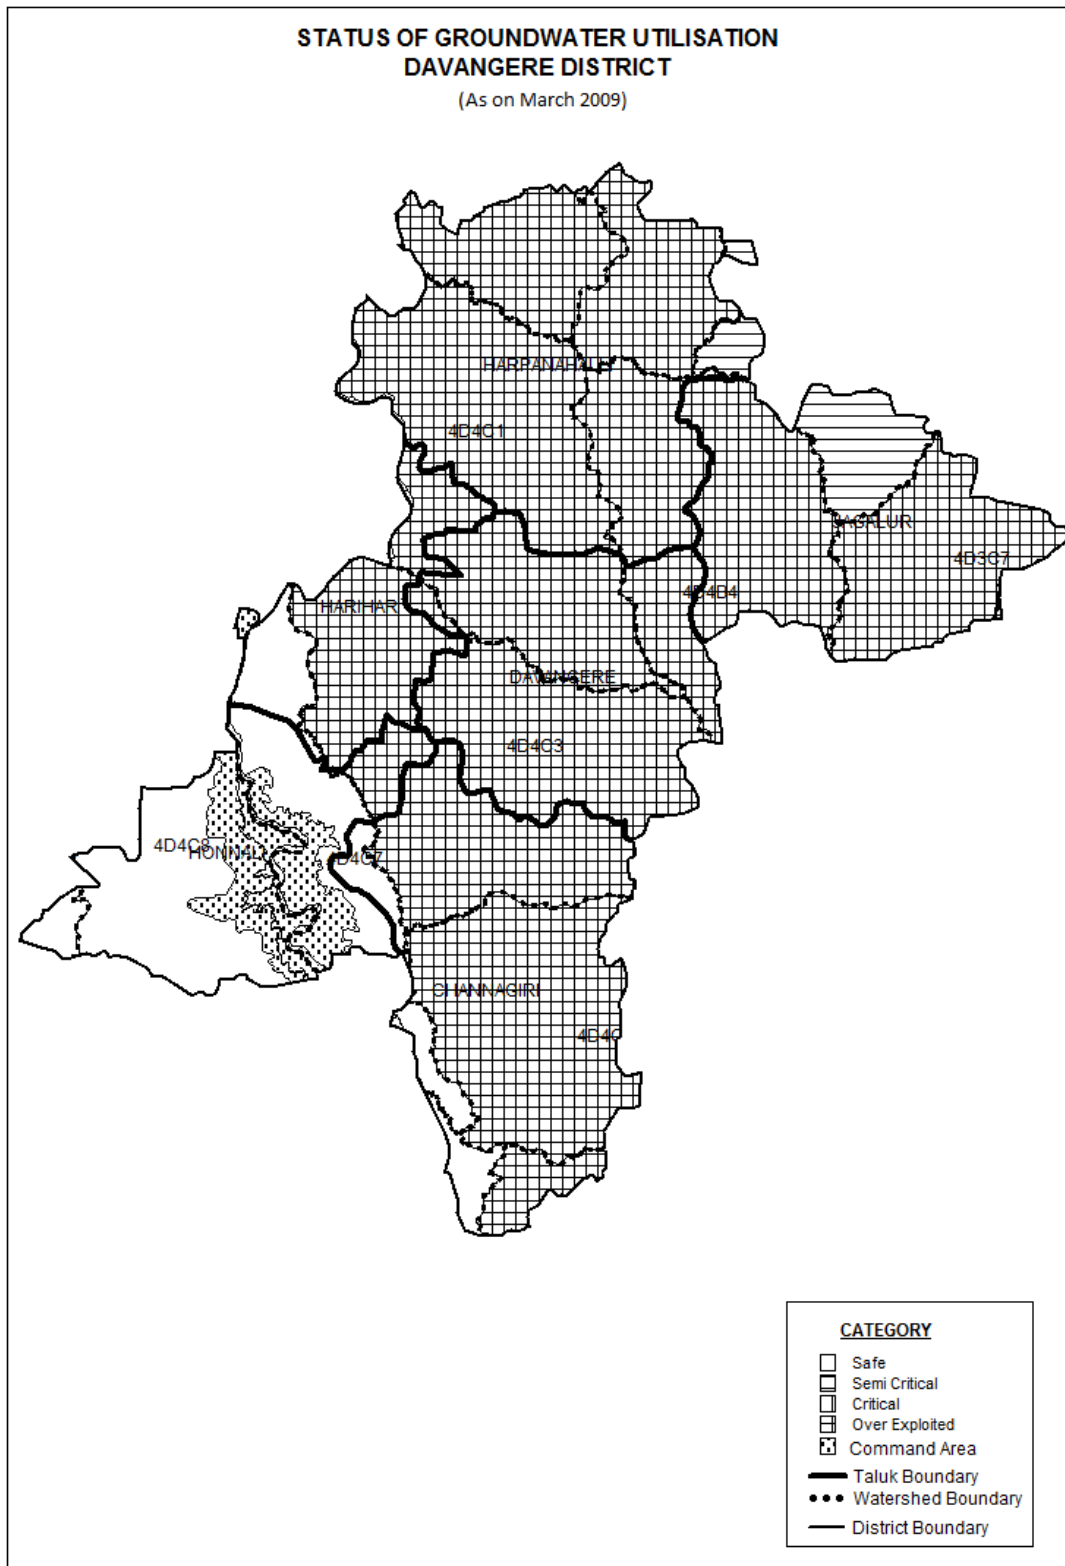 STATUS OF GROUNDWATER UTILISATION
DAVANGERE DISTRICT
(As on March 2009)
HARPANAHALLI
4D4C1
JAGALUR
4D3C7
4D4B4
HARIHAR
DAVANGERE
4D4C3
4D4C8
HONNALI
4D4C7
CHANNAGIRI
4D4C
CATEGORY
Safe
Semi Critical
Critical
Over Exploited
Command Area
Taluk Boundary
Watershed Boundary
District Boundary